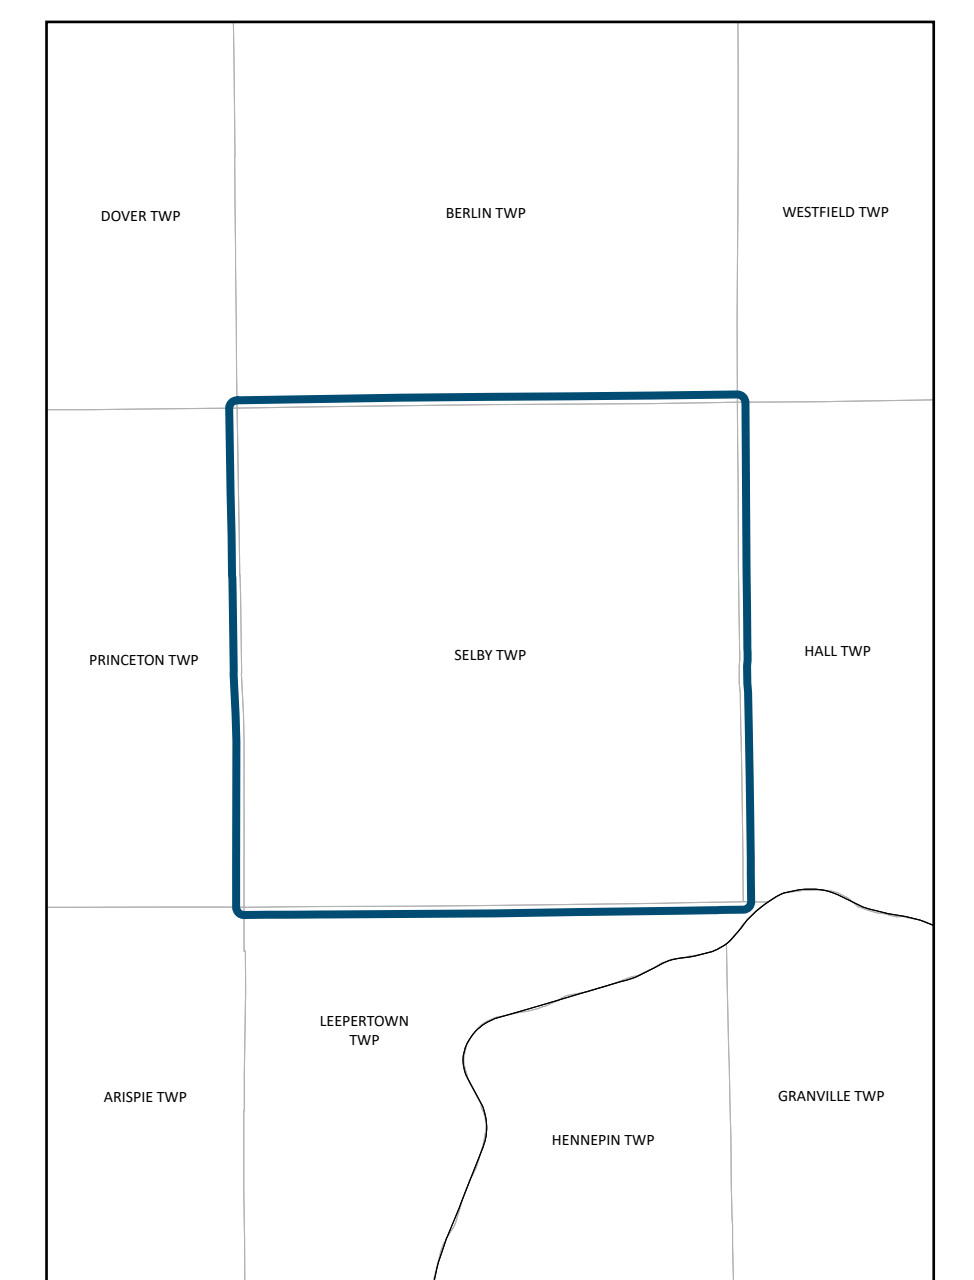 DOVER TWP
BERLIN TWP
WESTFIELD TWP
PRINCETON TWP
SELBY TWP
HALL TWP
LEEPERTOWN
TWP
ARISPIE TWP
HENNEPIN TWP
GRANVILLE TWP